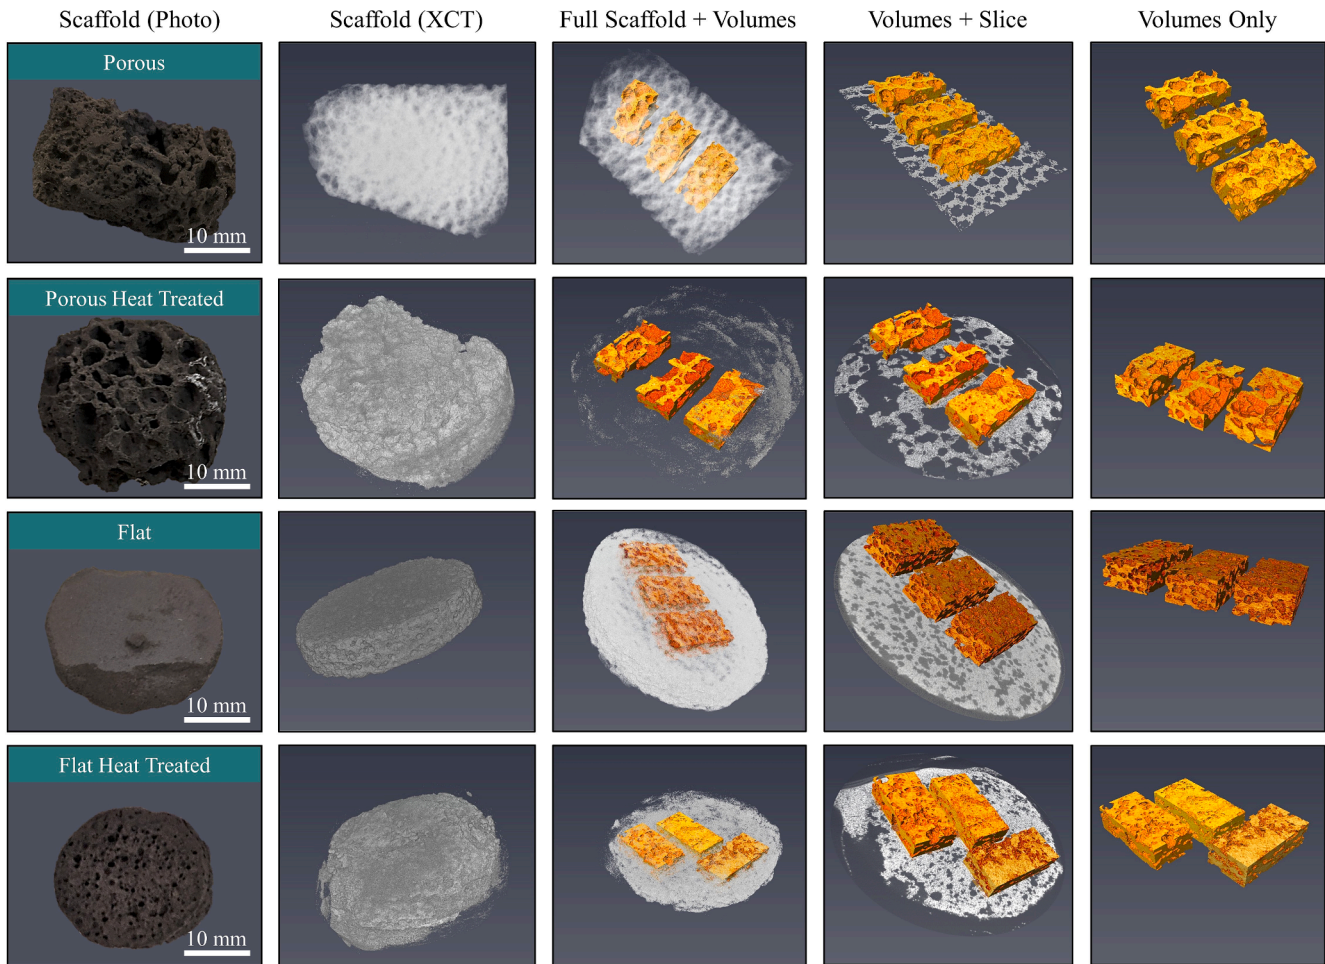 Scaffold (Photo)
Scaffold (XCT)
Full Scaffold + Volumes
Volumes + Slice
Volumes Only
Porous
10 mm
Porous Heat Treated
10 mm
Flat
10 mm
Flat Heat Treated
10 mm